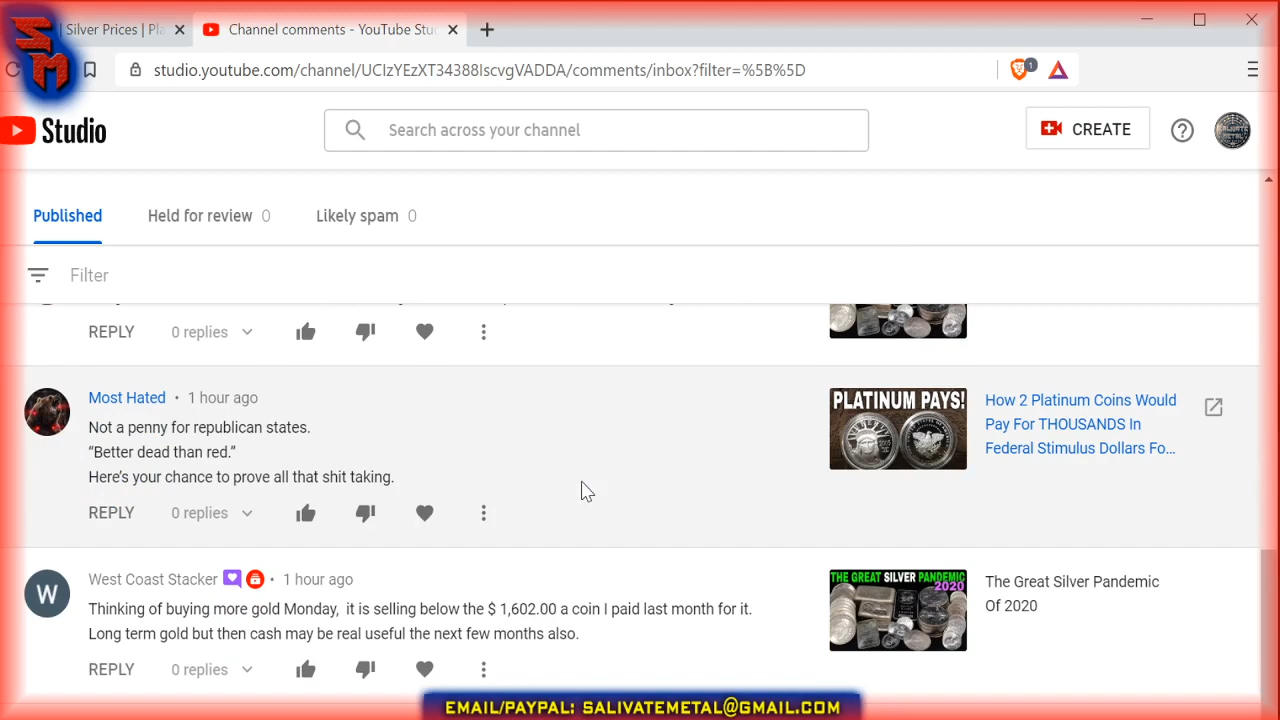 SM
Silver Prices | Pla
Channel comments - YouTube Stud
studio.youtube.com/channel/UCIzYEzXT34388IscvgVADDA/comments/inbox?filter=%5B%5D
1
Studio
Search across your channel
CREATE
SALIVATE
METAL
Published
Held for review 0
Likely spam 0
Filter
REPLY
0 replies
Most Hated • 1 hour ago
Not a penny for republican states.
“Better dead than red.”
Here’s your chance to prove all that shit taking.
REPLY
0 replies
PLATINUM PAYS!
How 2 Platinum Coins Would
Pay For THOUSANDS In
Federal Stimulus Dollars Fo...
W
West Coast Stacker • 1 hour ago
Thinking of buying more gold Monday, it is selling below the $ 1,602.00 a coin I paid last month for it.
Long term gold but then cash may be real useful the next few months also.
REPLY
0 replies
THE GREAT SILVER PANDEMIC
2020
The Great Silver Pandemic
Of 2020
EMAIL/PAYPAL: SALIVATEMETAL@GMAIL.COM